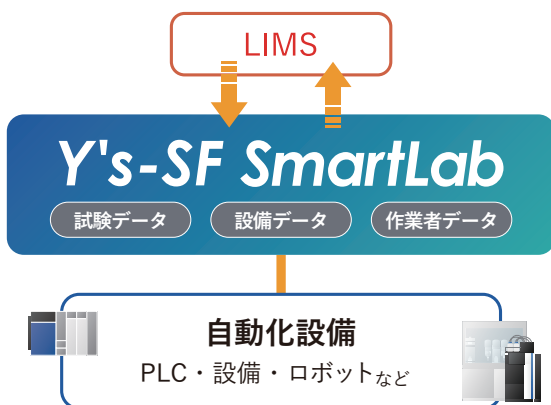 LIMS
Y's-SF SmartLab
試験データ 設備データ 作業者データ
自動化設備
PLC・設備・ロボットなど